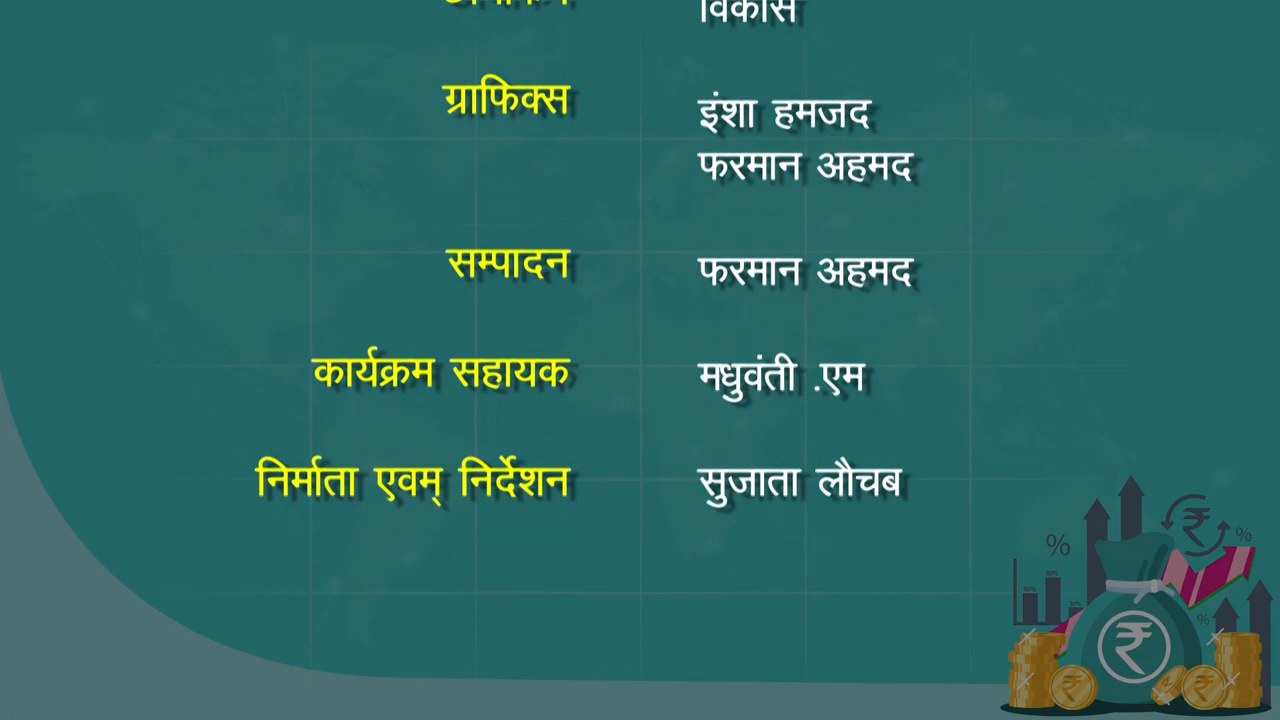 विकास
ग्राफिक्स इंशा हमजद
फरमान अहमद
सम्पादन फरमान अहमद
कार्यक्रम सहायक मधुवंती .एम
निर्माता एवम् निर्देशन सुजाता लौचब
%
%
%